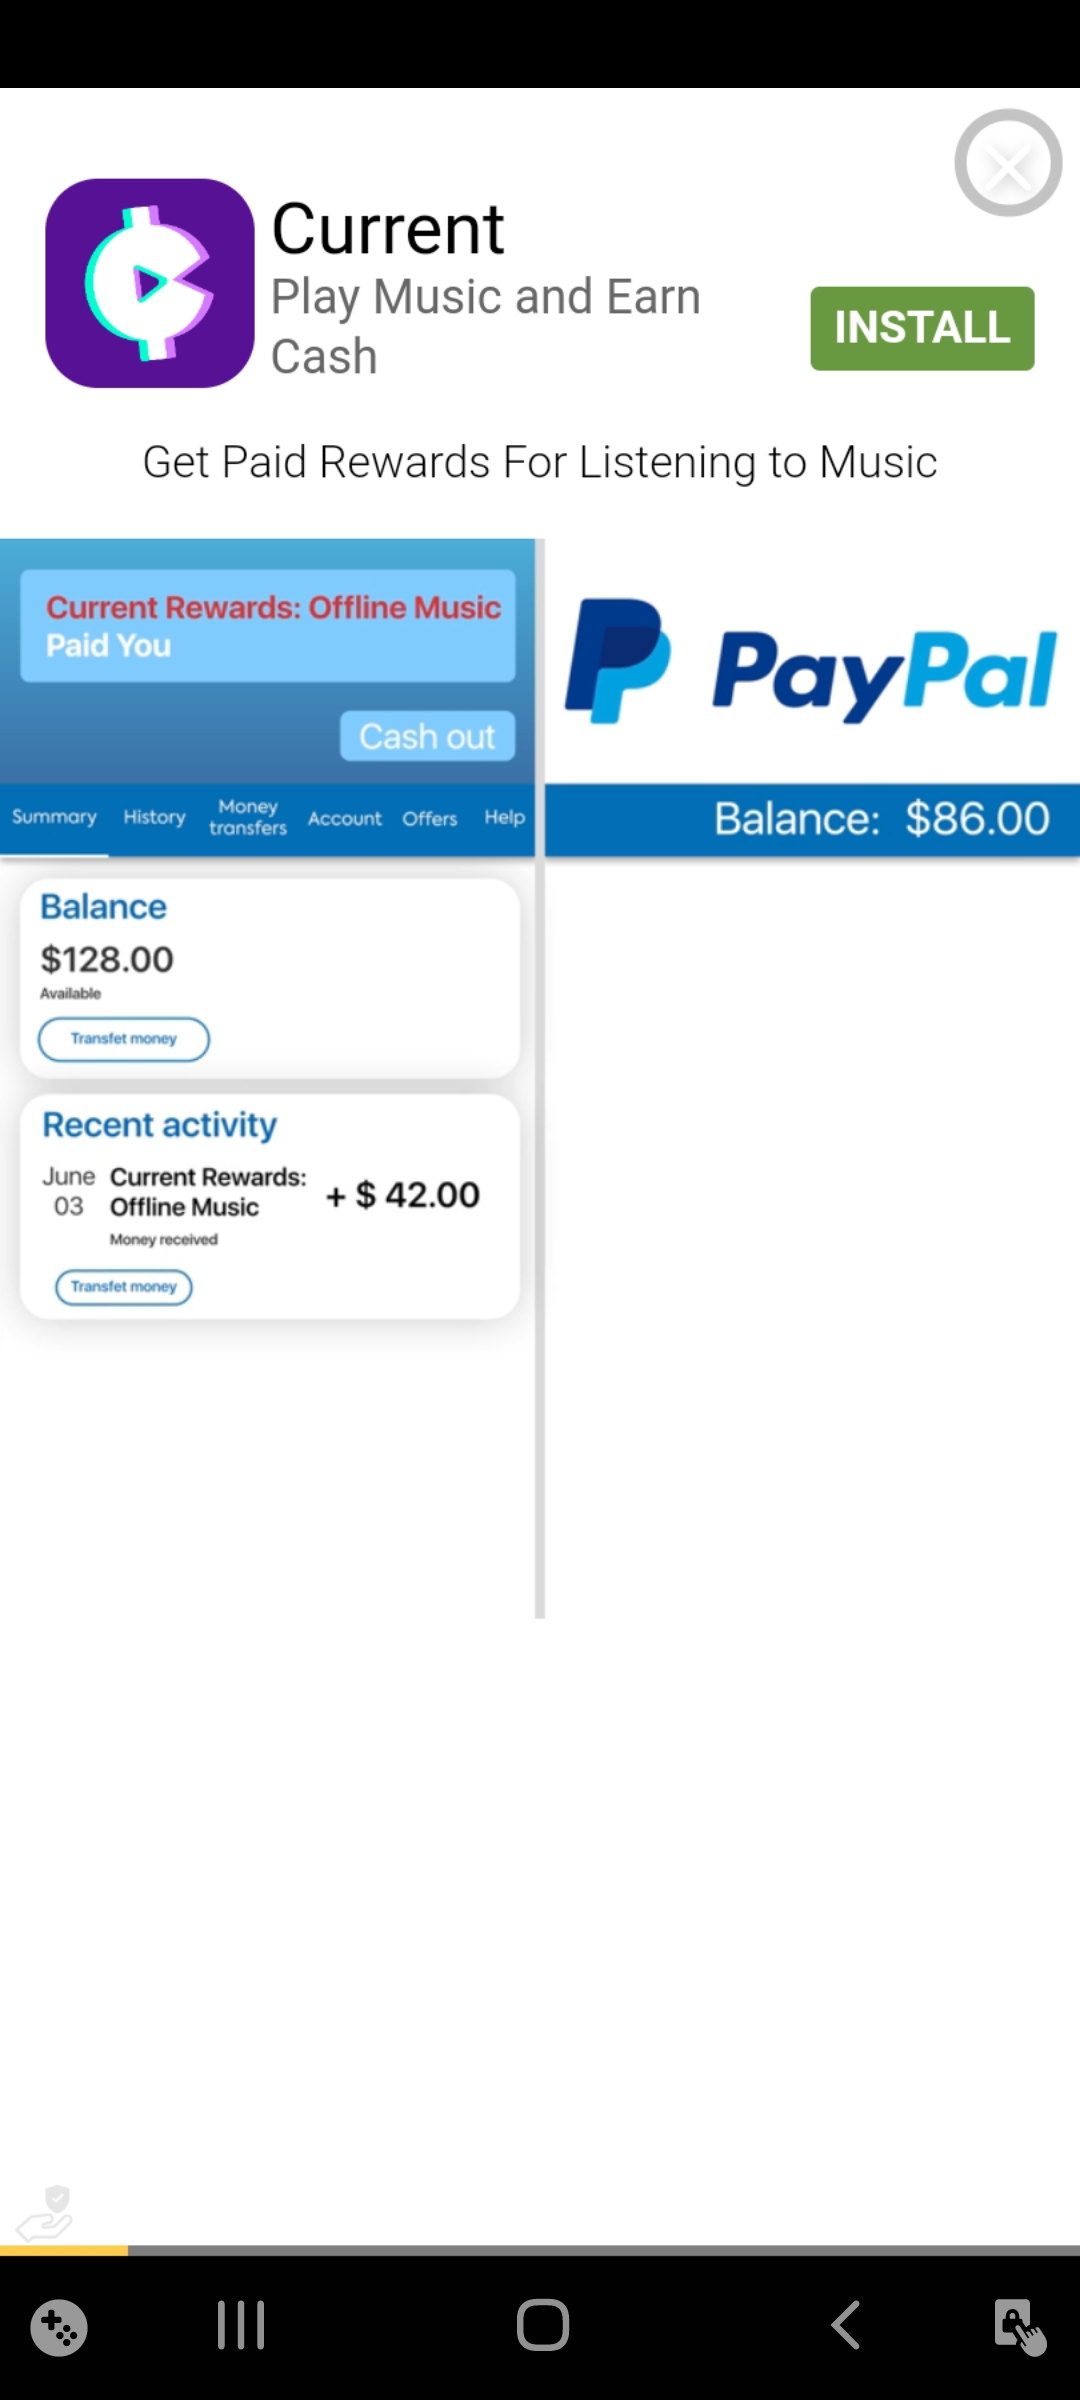 Current
Play Music and Earn
Cash
INSTALL
Get Paid Rewards For Listening to Music
Current Rewards: Offline Music
Paid You
Cash out
Summary History Money transfers Account Offers Help
Balance
$128.00
Available
Transfet money
Recent activity
June 03
Current Rewards:
Offline Music
+ $ 42.00
Money received
Transfet money
PayPal
Balance: $86.00